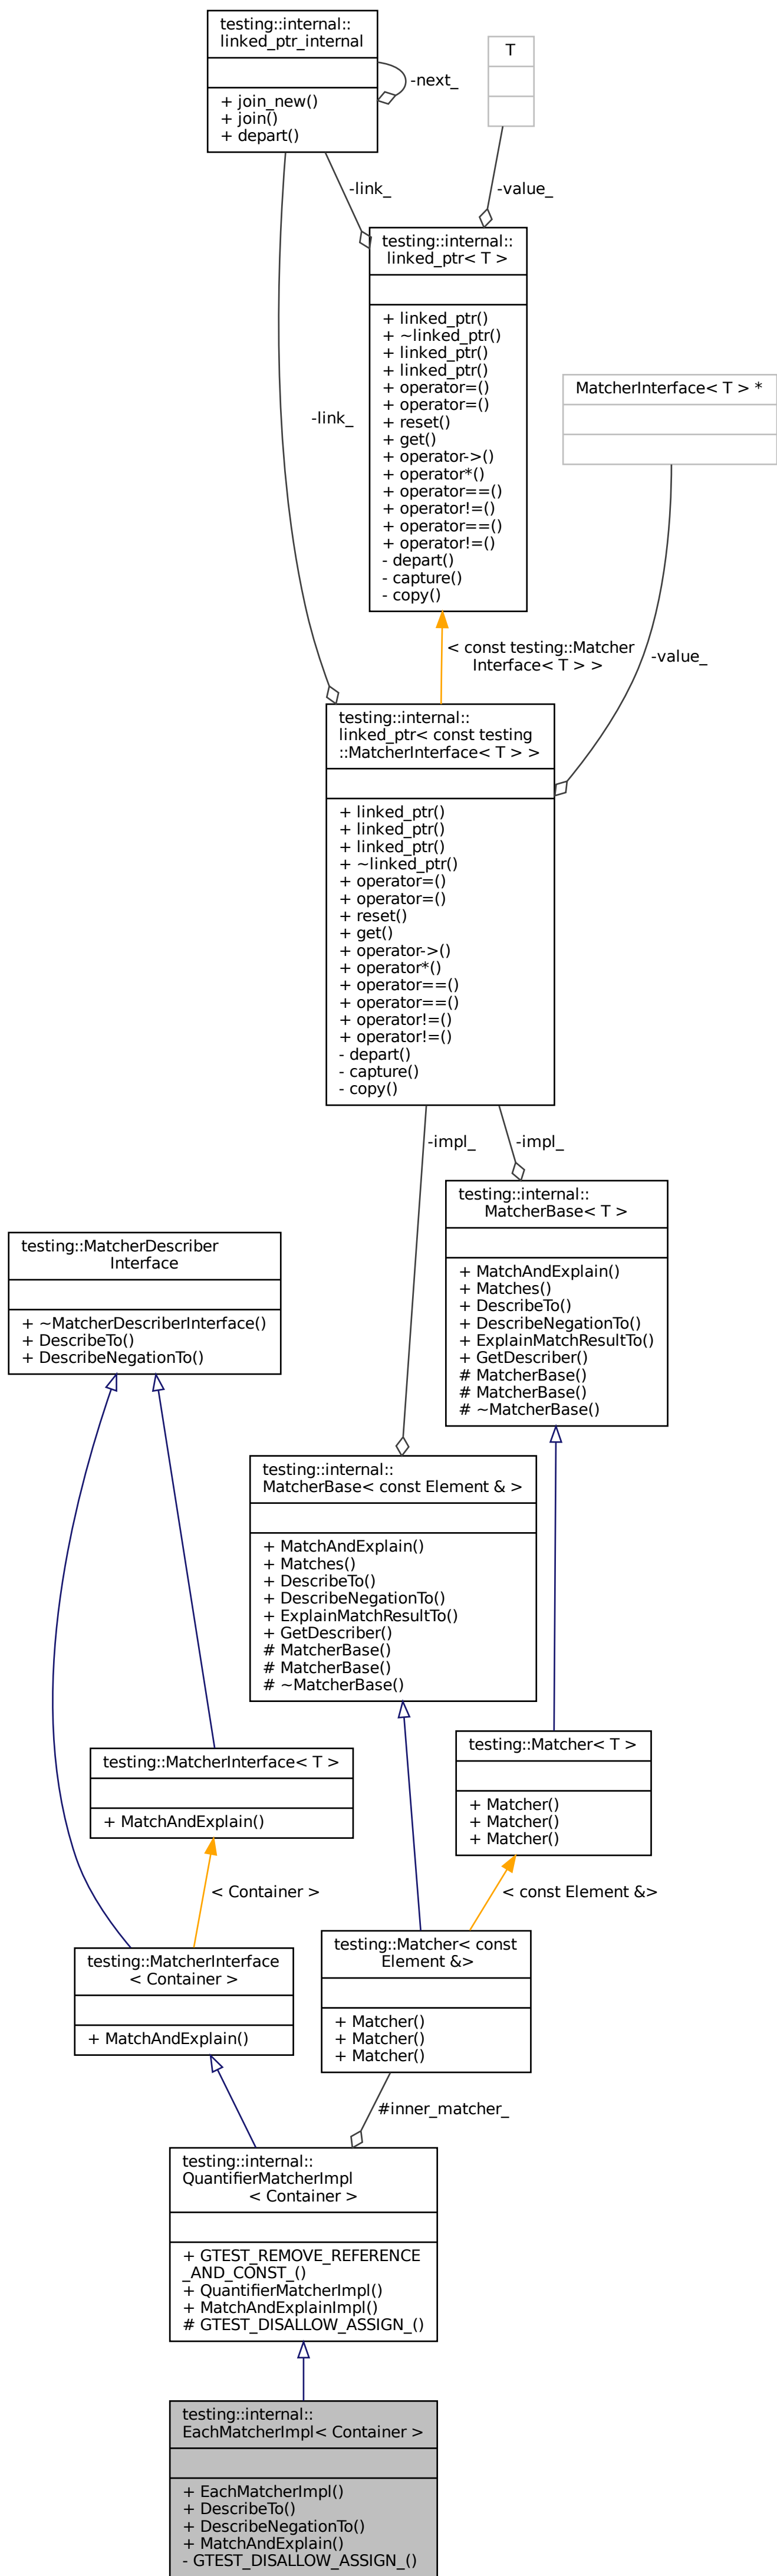 testing::internal::
linked_ptr_internal
+ join_new()
+ join()
+ depart()
-next_
T
-link_
-value_
testing::internal::
linked_ptr< T >
+ linked_ptr()
+ ~linked_ptr()
+ linked_ptr()
+ linked_ptr()
+ operator=()
+ operator=()
+ reset()
+ get()
+ operator->()
+ operator*()
+ operator==()
+ operator!=()
+ operator==()
+ operator!=()
- depart()
- capture()
- copy()
MatcherInterface< T > *
-link_
< const testing::Matcher
Interface< T > >
-value_
testing::internal::
linked_ptr< const testing
::MatcherInterface< T > >
+ linked_ptr()
+ linked_ptr()
+ linked_ptr()
+ ~linked_ptr()
+ operator=()
+ operator=()
+ reset()
+ get()
+ operator->()
+ operator*()
+ operator==()
+ operator==()
+ operator!=()
+ operator!=()
- depart()
- capture()
- copy()
-impl_
-impl_
testing::internal::
MatcherBase< T >
+ MatchAndExplain()
+ Matches()
+ DescribeTo()
+ DescribeNegationTo()
+ ExplainMatchResultTo()
+ GetDescriber()
# MatcherBase()
# MatcherBase()
# ~MatcherBase()
testing::MatcherDescriber
Interface
+ ~MatcherDescriberInterface()
+ DescribeTo()
+ DescribeNegationTo()
testing::internal::
MatcherBase< const Element & >
+ MatchAndExplain()
+ Matches()
+ DescribeTo()
+ DescribeNegationTo()
+ ExplainMatchResultTo()
+ GetDescriber()
# MatcherBase()
# MatcherBase()
# ~MatcherBase()
testing::MatcherInterface< T >
+ MatchAndExplain()
testing::Matcher< T >
+ Matcher()
+ Matcher()
+ Matcher()
< Container >
< const Element &>
testing::MatcherInterface
< Container >
+ MatchAndExplain()
testing::Matcher< const
Element &>
+ Matcher()
+ Matcher()
+ Matcher()
#inner_matcher_
testing::internal::
QuantifierMatcherImpl
< Container >
+ GTEST_REMOVE_REFERENCE
_AND_CONST_()
+ QuantifierMatcherImpl()
+ MatchAndExplainImpl()
# GTEST_DISALLOW_ASSIGN_()
testing::internal::
EachMatcherImpl< Container >
+ EachMatcherImpl()
+ DescribeTo()
+ DescribeNegationTo()
+ MatchAndExplain()
- GTEST_DISALLOW_ASSIGN_()